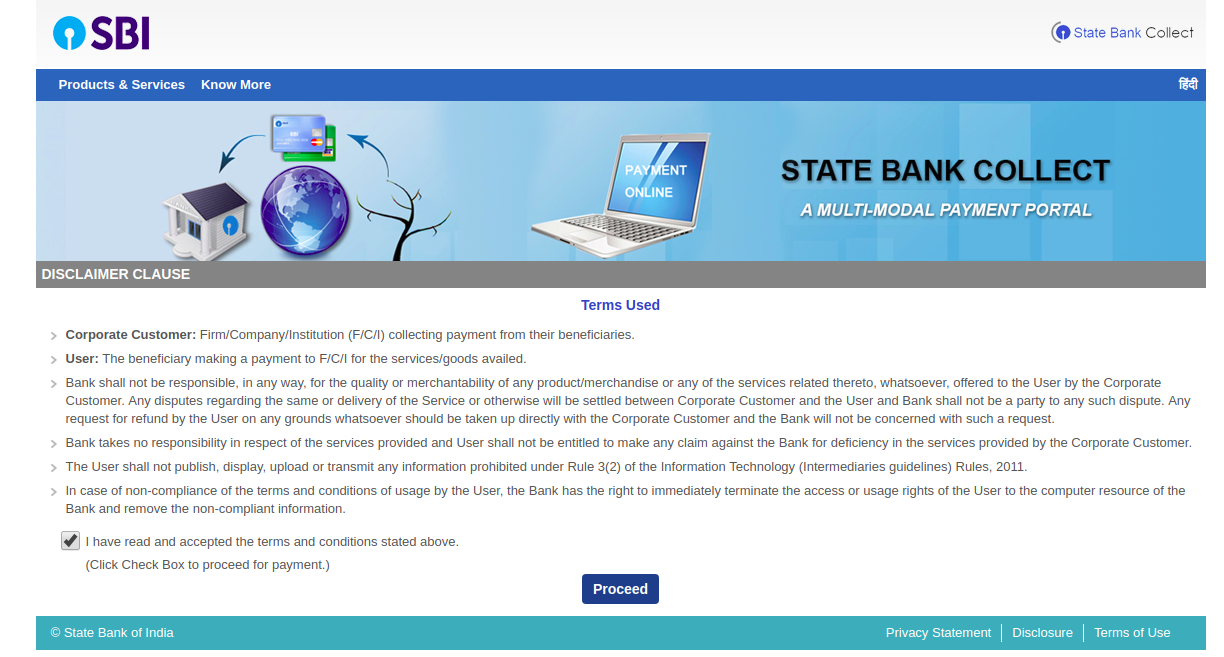 SBI
State Bank Collect
Products & Services Know More हिंदी
PAYMENT
ONLINE
STATE BANK COLLECT
A MULTI-MODAL PAYMENT PORTAL
DISCLAIMER CLAUSE
Terms Used
Corporate Customer: Firm/Company/Institution (F/C/I) collecting payment from their beneficiaries.
User: The beneficiary making a payment to F/C/I for the services/goods availed.
Bank shall not be responsible, in any way, for the quality or merchantability of any product/merchandise or any of the services related thereto, whatsoever, offered to the User by the Corporate
Customer. Any disputes regarding the same or delivery of the Service or otherwise will be settled between Corporate Customer and the User and Bank shall not be a party to any such dispute. Any
request for refund by the User on any grounds whatsoever should be taken up directly with the Corporate Customer and the Bank will not be concerned with such a request.
Bank takes no responsibility in respect of the services provided and User shall not be entitled to make any claim against the Bank for deficiency in the services provided by the Corporate Customer.
The User shall not publish, display, upload or transmit any information prohibited under Rule 3(2) of the Information Technology (Intermediaries guidelines) Rules, 2011.
In case of non-compliance of the terms and conditions of usage by the User, the Bank has the right to immediately terminate the access or usage rights of the User to the computer resource of the
Bank and remove the non-compliant information.
I have read and accepted the terms and conditions stated above.
(Click Check Box to proceed for payment.)
Proceed
© State Bank of India Privacy Statement Disclosure Terms of Use